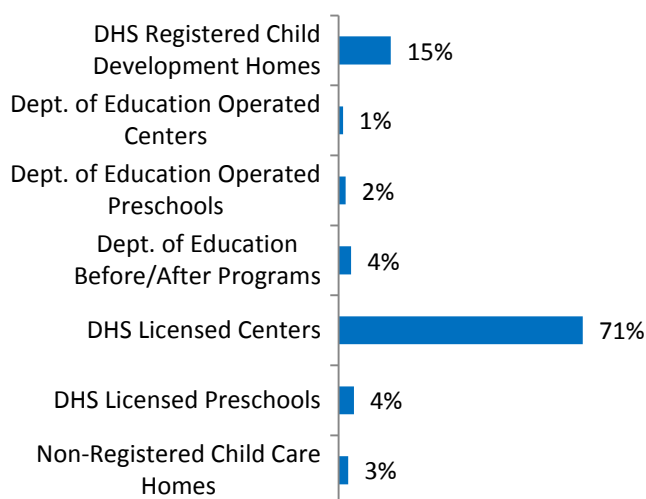 DHS Registered Child
Development Homes
15%
Dept. of Education Operated
Centers
1%
Dept. of Education Operated
Preschools
2%
Dept. of Education
Before/After Programs
4%
DHS Licensed Centers
71%
DHS Licensed Preschools
4%
Non-Registered Child Care
Homes
3%